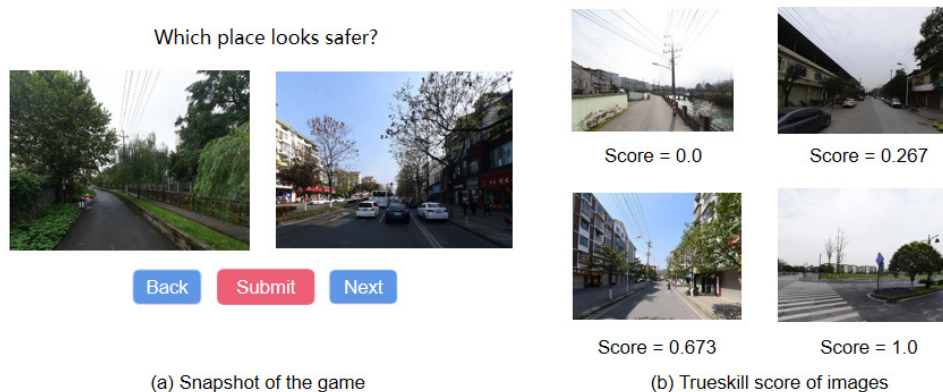 Which place looks safer?
Back
Submit
Next
(a) Snapshot of the game
Score = 0.0
Score = 0.267
Score = 0.673
Score = 1.0
(b) Trueskill score of images